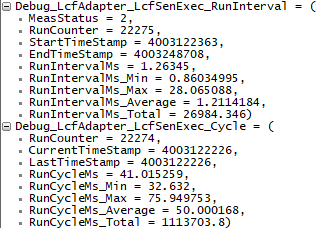 Debug_LcfAdapter_LcfSenExec_RunInterval = (
MeasStatus = 2,
RunCounter = 22275,
StartTimeStamp = 4003122363,
EndTimeStamp = 4003248708,
RunIntervalMs = 1.26345,
RunIntervalMs_Min = 0.86034995,
RunIntervalMs_Max = 28.065088,
RunIntervalMs_Average = 1.2114184,
RunIntervalMs_Total = 26984.346)
Debug_LcfAdapter_LcfSenExec_Cycle = (
RunCounter = 22274,
CurrentTimeStamp = 4003122226,
LastTimeStamp = 4003122226,
RunCycleMs = 41.015259,
RunCycleMs_Min = 32.632,
RunCycleMs_Max = 75.949753,
RunCycleMs_Average = 50.000168,
RunCycleMs_Total = 1113703.8)